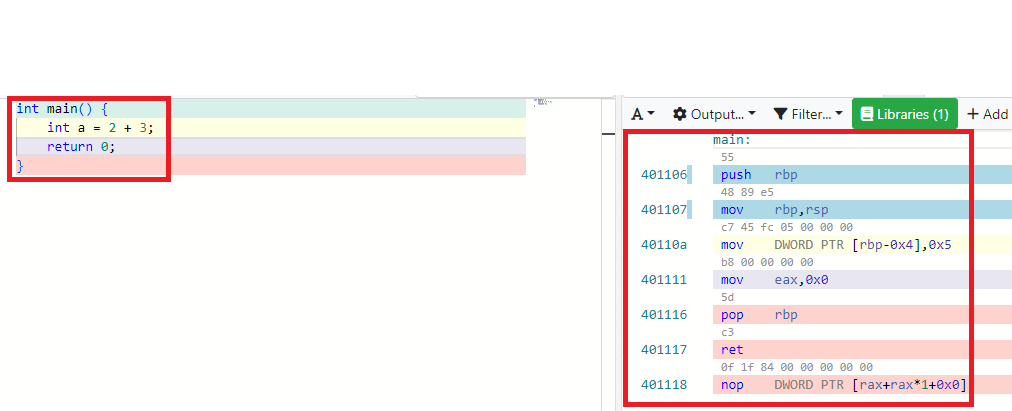 int main() {
int a = 2 + 3;
return 0;
}
A Output... Filter... Libraries (1) + Add
main:
55
401106 push rbp
48 89 e5
401107 mov rbp,rsp
c7 45 fc 05 00 00 00
40110a mov DWORD PTR [rbp-0x4],0x5
b8 00 00 00 00
401111 mov eax,0x0
5d
401116 pop rbp
c3
401117 ret
0f 1f 84 00 00 00 00 00
401118 nop DWORD PTR [rax+rax*1+0x0]